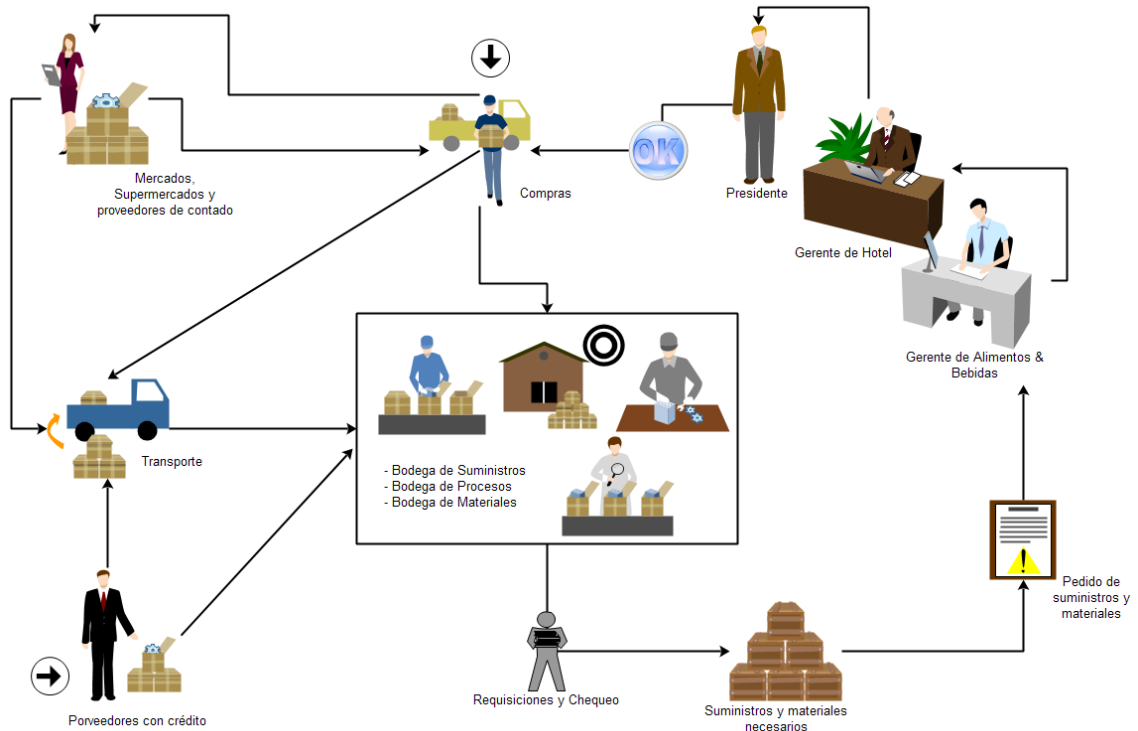 OK
Mercados,
Supermercados y
proveedores de contado
Compras
Presidente
Gerente de Hotel
Gerente de Alimentos &
Bebidas
Transporte
- Bodega de Suministros
- Bodega de Procesos
- Bodega de Materiales
Pedido de
suministros y
materiales
Requisiciones y Chequeo
Suministros y materiales
necesarios
Porveedores con crédito